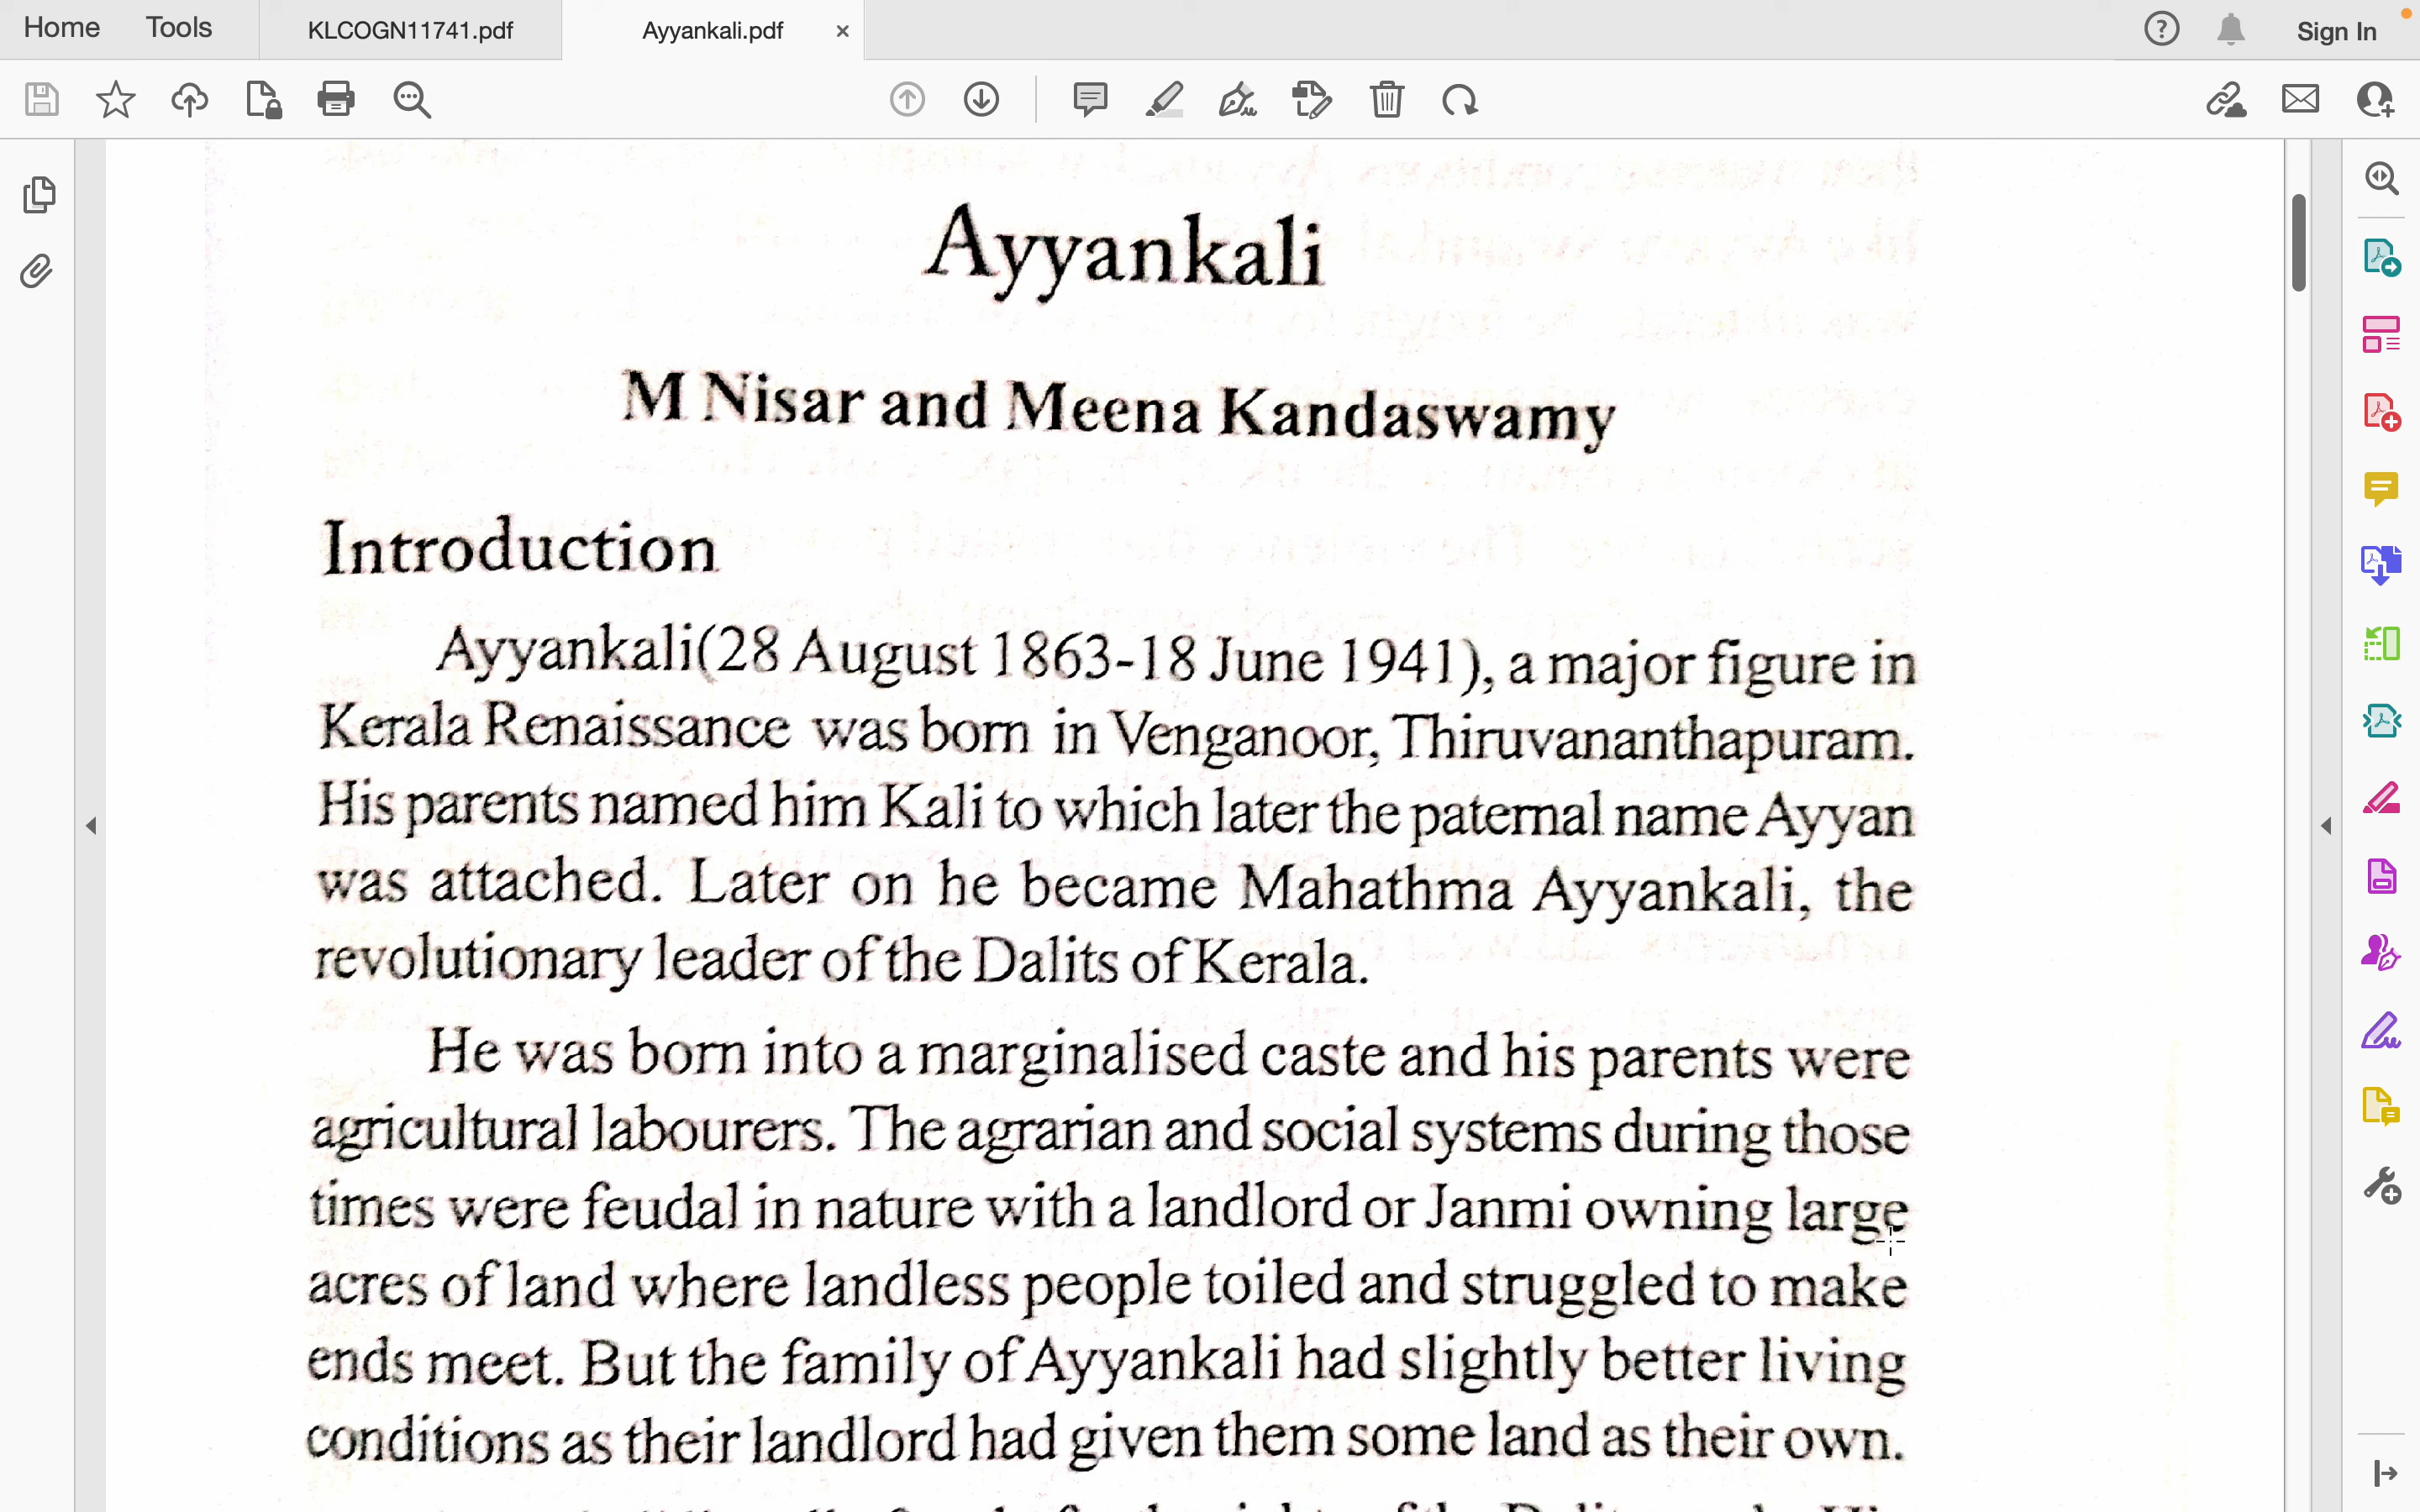 Home Tools KLCOGN11741.pdf Ayyankali.pdf × Sign In
Ayyankali
M Nisar and Meena Kandaswamy
Introduction
Ayyankali(28 August 1863-18 June 1941), a major figure in
Kerala Renaissance was born in Venganoor, Thiruvananthapuram.
His parents named him Kali to which later the paternal name Ayyan
was attached. Later on he became Mahathma Ayyankali, the
revolutionary leader of the Dalits of Kerala.
He was born into a marginalised caste and his parents were
agricultural labourers. The agrarian and social systems during those
times were feudal in nature with a landlord or Janmi owning large
acres of land where landless people toiled and struggled to make
ends meet. But the family of Ayyankali had slightly better living
conditions as their landlord had given them some land as their own.